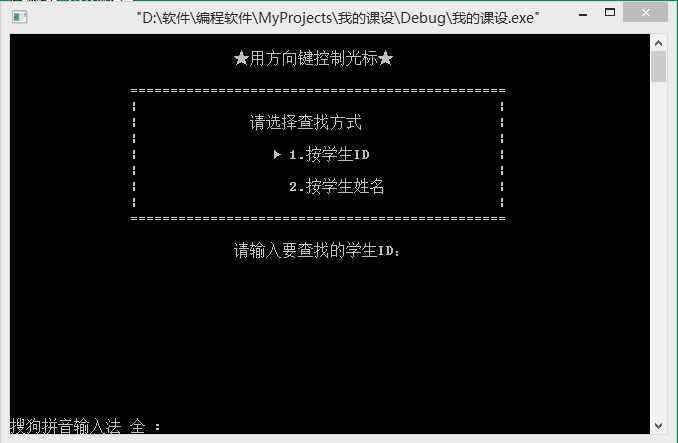 "D:\软件\编程软件\MyProjects\我的课设\Debug\我的课设.exe"
★用方向键控制光标★
请选择查找方式
1.按学生ID
2.按学生姓名
请输入要查找的学生ID:
搜狗拼音输入法 全 :